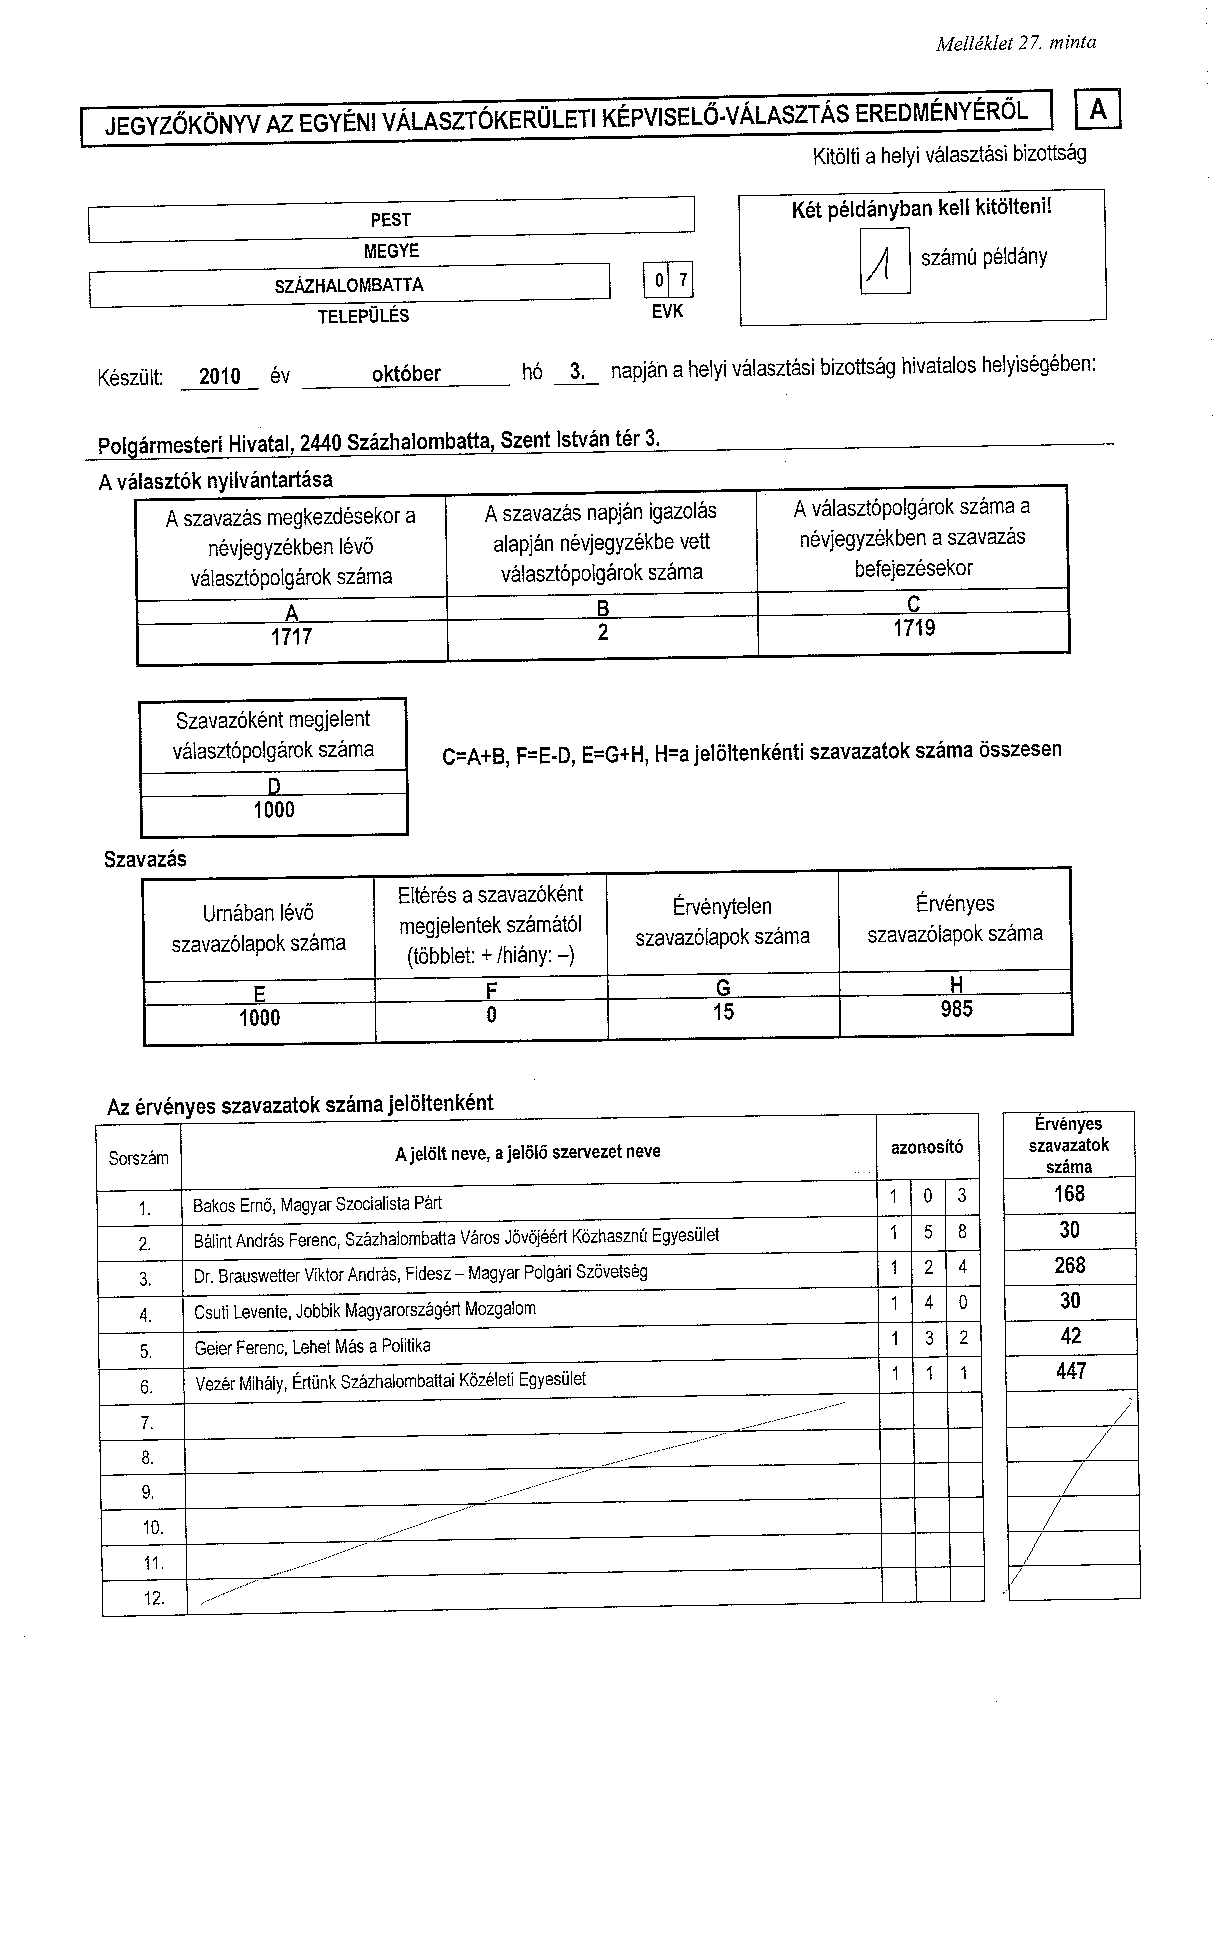 Melléklet 27. minta
JEGYZŐKÖNYV AZ EGYÉNI VÁLASZTÓKERÜLETI KÉPVISELŐ-VÁLASZTÁS EREDMÉNYÉRŐL A
Kitölti a helyi választási bizottság
PEST
MEGYE
SZÁZHALOMBATTA 0 7
TELEPÜLÉS EVK
Két példányban kell kitölteni!
1 számú példány
Készült: 2010 év október hó 3. napján a helyi választási bizottság hivatalos helyiségében:
Polgármesteri Hivatal, 2440 Százhalombatta, Szent István tér 3.
A választók nyilvántartása
A szavazás megkezdésekor a névjegyzékben lévő választópolgárok száma
A szavazás napján igazolás alapján névjegyzékbe vett választópolgárok száma
A választópolgárok száma a névjegyzékben a szavazás befejezésekor
A B C
1717 2 1719
Szavazóként megjelent
választópolgárok száma
D
1000
C=A+B, F=E-D, E=G+H, H=a jelöltenkénti szavazatok száma összesen
Szavazás
Urnában lévő szavazólapok száma
Eltérés a szavazóként megjelentek számától (többlet: + /hiány: –)
Érvénytelen szavazólapok száma
Érvényes szavazólapok száma
E F G H
1000 0 15 985
Az érvényes szavazatok száma jelöltenként
Sorszám A jelölt neve, a jelölő szervezet neve azonosító Érvényes szavazatok száma
1. Bakos Ernő, Magyar Szocialista Párt 1 0 3 168
2. Bálint András Ferenc, Százhalombatta Város Jövőjéért Közhasznú Egyesület 1 5 8 30
3. Dr. Brauswetter Viktor András, Fidesz – Magyar Polgári Szövetség 1 2 4 268
4. Csuti Levente, Jobbik Magyarországért Mozgalom 1 4 0 30
5. Geier Ferenc, Lehet Más a Politika 1 3 2 42
6. Vezér Mihály, Értünk Százhalombattai Közéleti Egyesület 1 1 1 447
7.
8.
9.
10.
11.
12.